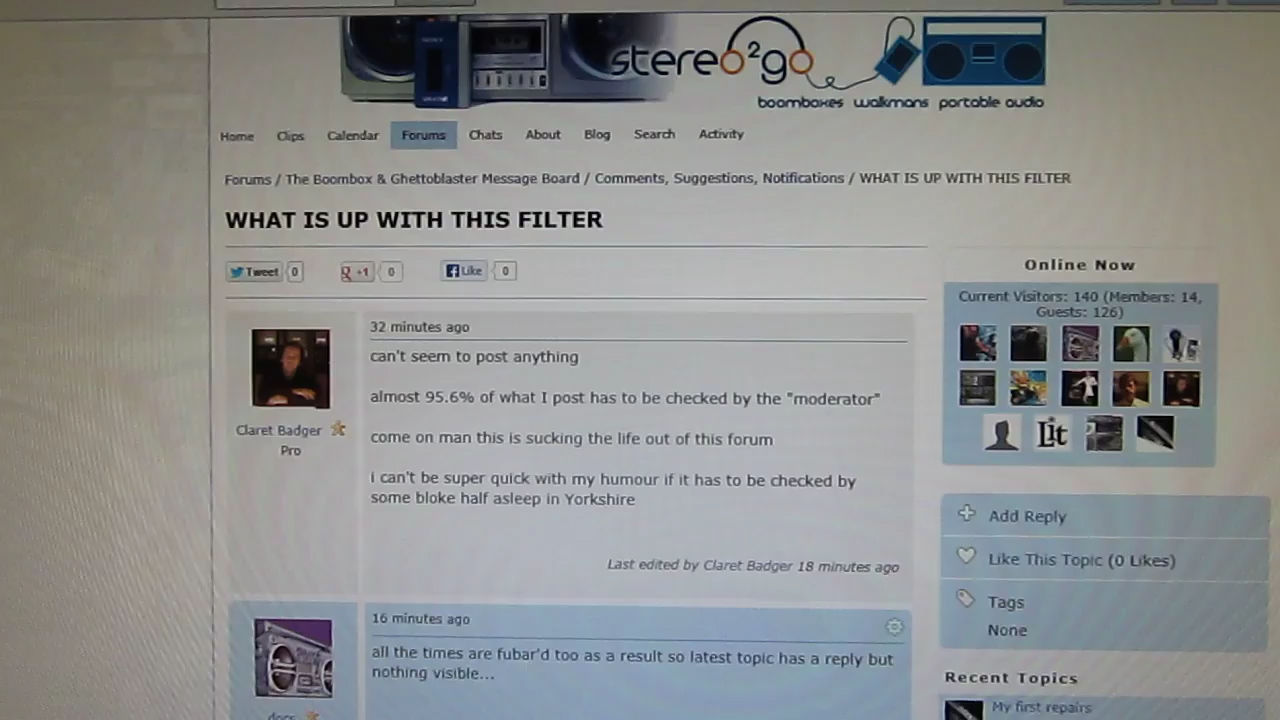 stereo2go
boomboxes walkmans portable audio
Home Clips Calendar Forums Chats About Blog Search Activity
Forums / The Boombox & Ghettoblaster Message Board / Comments, Suggestions, Notifications / WHAT IS UP WITH THIS FILTER
WHAT IS UP WITH THIS FILTER
Tweet 0 +1 0 Like 0
32 minutes ago
Claret Badger
Pro
can't seem to post anything
almost 95.6% of what I post has to be checked by the "moderator"
come on man this is sucking the life out of this forum
i can't be super quick with my humour if it has to be checked by
some bloke half asleep in Yorkshire
Last edited by Claret Badger 18 minutes ago
16 minutes ago
all the times are fubar'd too as a result so latest topic has a reply but
nothing visible...
Online Now
Current Visitors: 140 (Members: 14,
Guests: 126)
Lit
Add Reply
Like This Topic (0 Likes)
Tags
None
Recent Topics
My first repairs